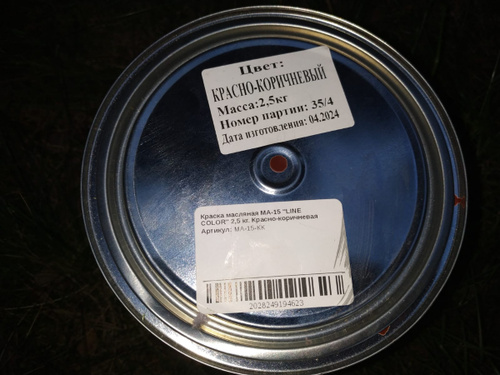 Цвет:
КРАСНО-КОРИЧНЕВЫЙ
Масса:2,5кг
Номер партии: 35/4
Дата изготовления: 04.2024
Краска масляная МА-15 "LINE
COLOR" 2,5 кг. Красно-коричневая
Артикул: МА-15-КК
2028249194623